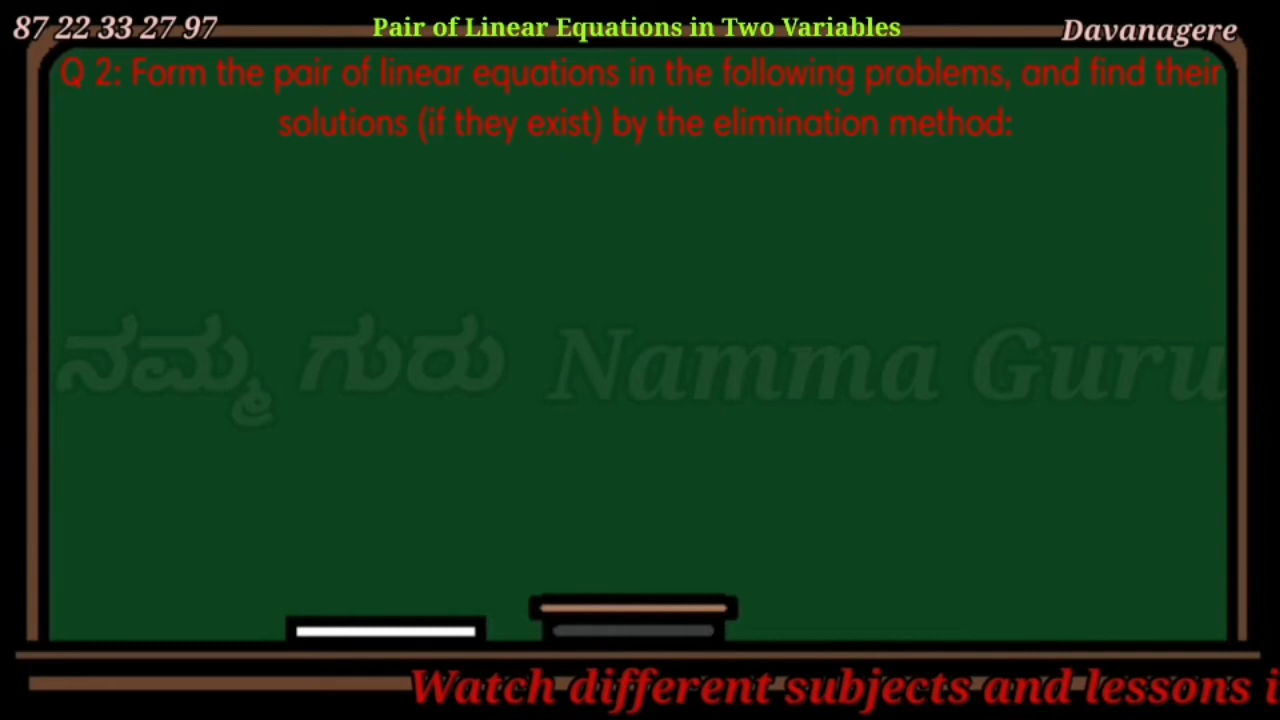 87 22 33 27 97
Pair of Linear Equations in Two Variables
Davanagere
Q 2: Form the pair of linear equations in the following problems, and find their
solutions (if they exist) by the elimination method:
ನಮ್ಮ ಗುರು Namma Guru
Watch different subjects and lessons i